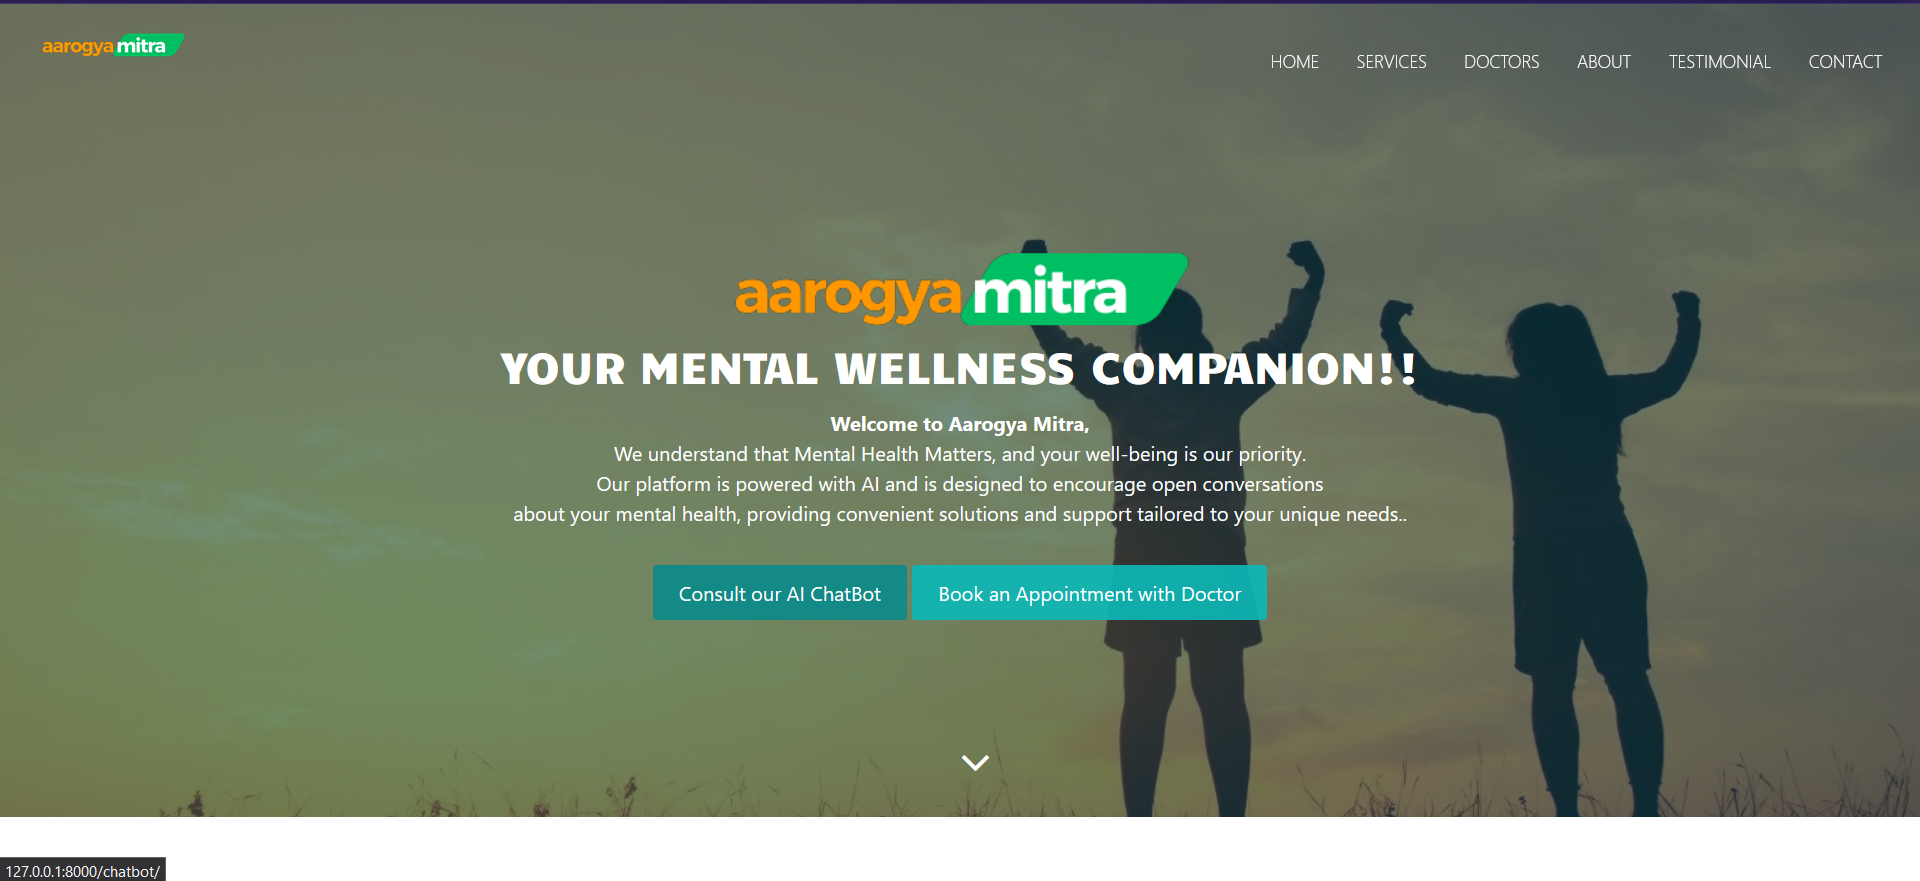 aarogya mitra
HOME SERVICES DOCTORS ABOUT TESTIMONIAL CONTACT
aarogya mitra
YOUR MENTAL WELLNESS COMPANION!!
Welcome to Aarogya Mitra,
We understand that Mental Health Matters, and your well-being is our priority.
Our platform is powered with AI and is designed to encourage open conversations
about your mental health, providing convenient solutions and support tailored to your unique needs..
Consult our AI ChatBot Book an Appointment with Doctor
127.0.0.1:8000/chatbot/